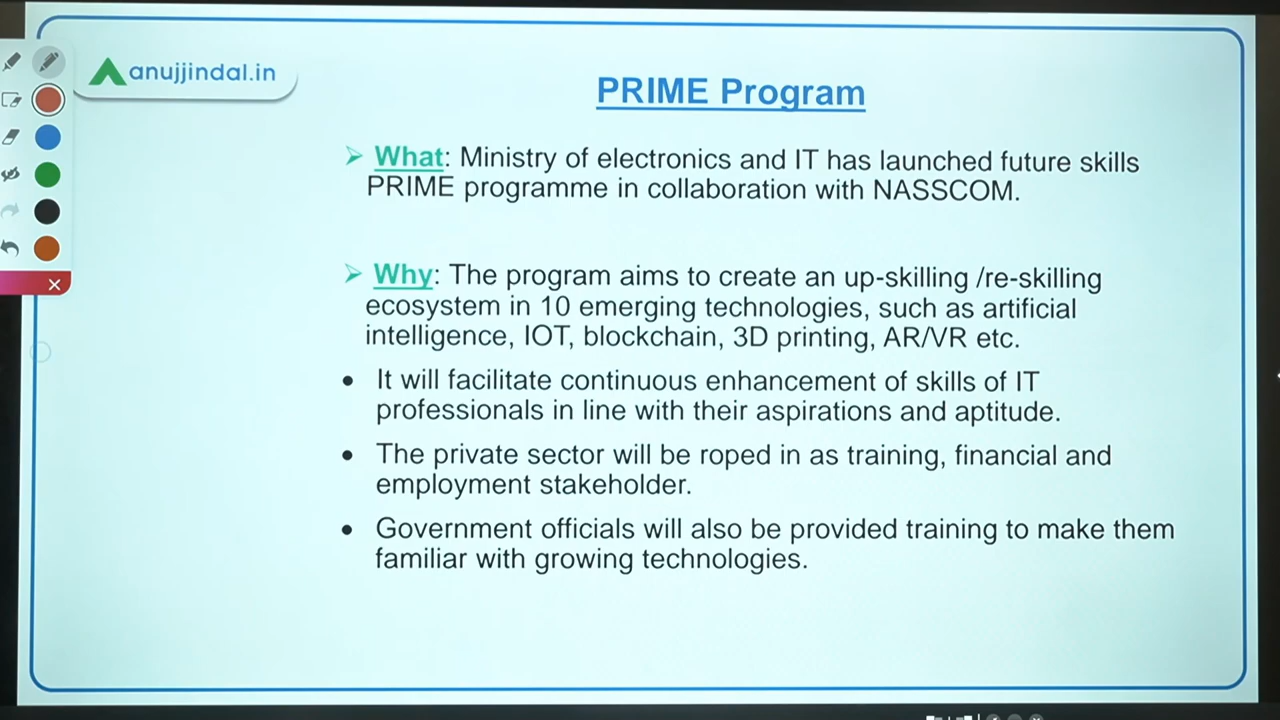 anujjindal.in
PRIME Program
What: Ministry of electronics and IT has launched future skills
PRIME programme in collaboration with NASSCOM.
Why: The program aims to create an up-skilling /re-skilling
ecosystem in 10 emerging technologies, such as artificial
intelligence, IOT, blockchain, 3D printing, AR/VR etc.
• It will facilitate continuous enhancement of skills of IT
professionals in line with their aspirations and aptitude.
• The private sector will be roped in as training, financial and
employment stakeholder.
• Government officials will also be provided training to make them
familiar with growing technologies.